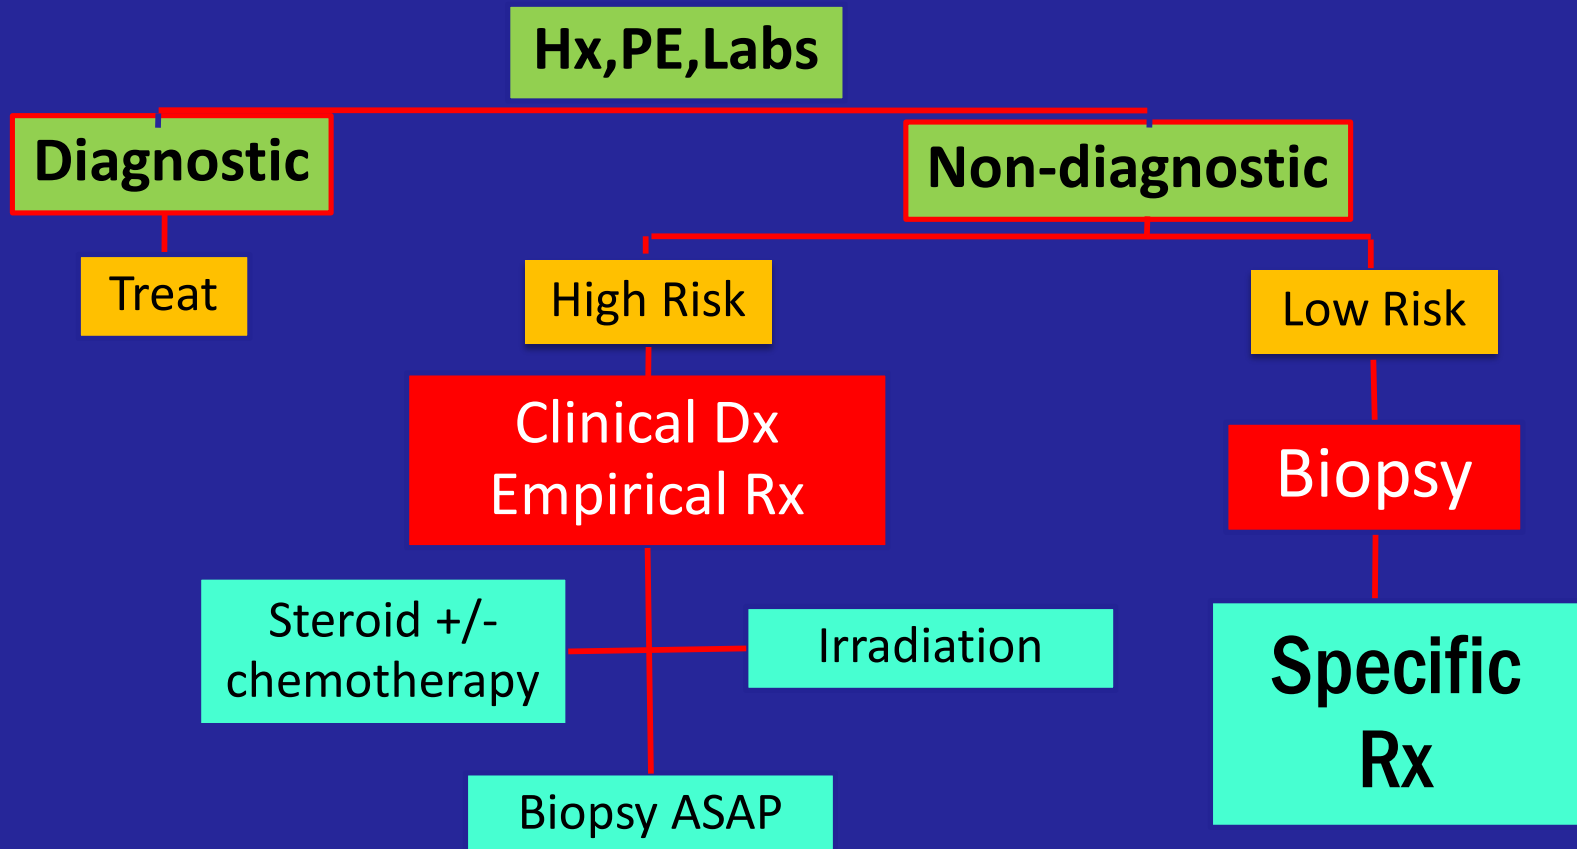 Hx,PE,Labs
Diagnostic
Non-diagnostic
Treat
High Risk
Low Risk
Clinical Dx
Empirical Rx
Biopsy
Steroid +/-
chemotherapy
Irradiation
Specific
Rx
Biopsy ASAP